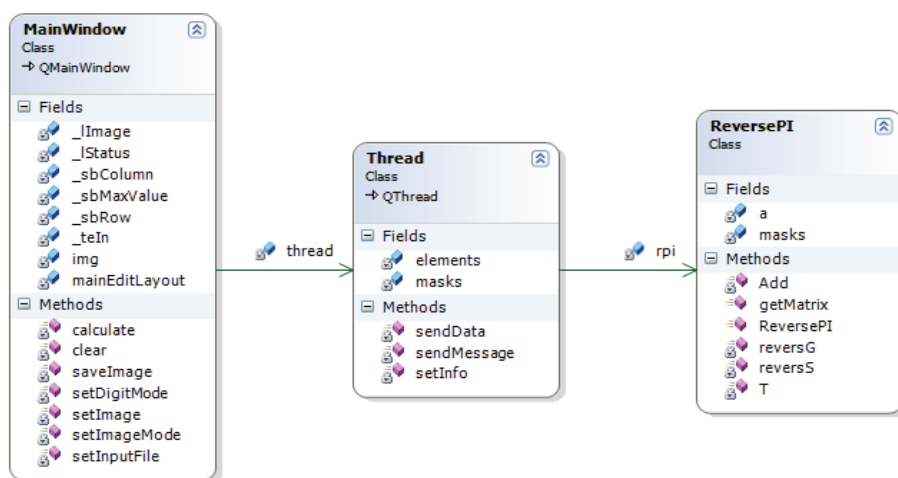 MainWindow
Class
QMainWindow
Fields
_lImage
_lStatus
_sbColumn
_sbMaxValue
_sbRow
_teIn
img
mainEditLayout
Methods
calculate
clear
saveImage
setDigitMode
setImage
setImageMode
setInputFile
thread
Thread
Class
QThread
Fields
elements
masks
Methods
sendData
sendMessage
setInfo
rpi
ReversePI
Class
Fields
a
masks
Methods
Add
getMatrix
ReversePI
reversG
reversS
T